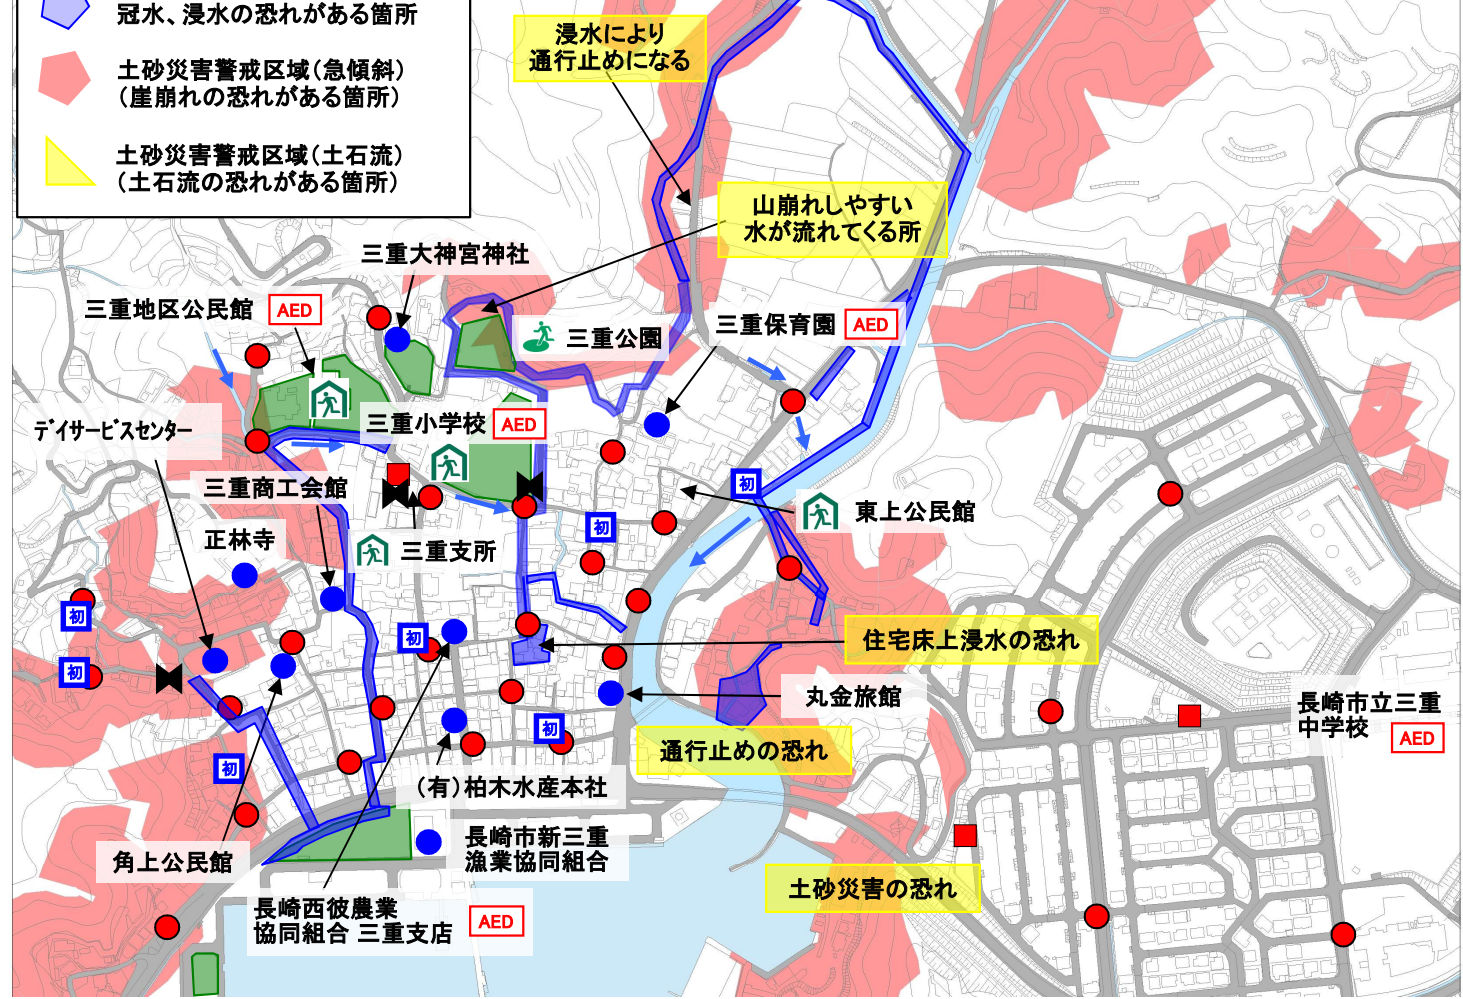 冠水、浸水の恐れがある箇所
土砂災害警戒区域(急傾斜)
(崖崩れの恐れがある箇所)
土砂災害警戒区域(土石流)
(土石流の恐れがある箇所)
浸水により
通行止めになる
山崩れしやすい
水が流れてくる所
三重大神宮神社
三重地区公民館
AED
三重公園
三重保育園
AED
デイサービスセンター
三重小学校
AED
三重商工会館
初
東上公民館
正林寺
三重支所
初
初
初
住宅床上浸水の恐れ
初
丸金旅館
長崎市立三重
中学校
AED
初
通行止めの恐れ
初
(有)柏木水産本社
角上公民館
長崎市新三重
漁業協同組合
土砂災害の恐れ
長崎西彼農業
協同組合 三重支店
AED